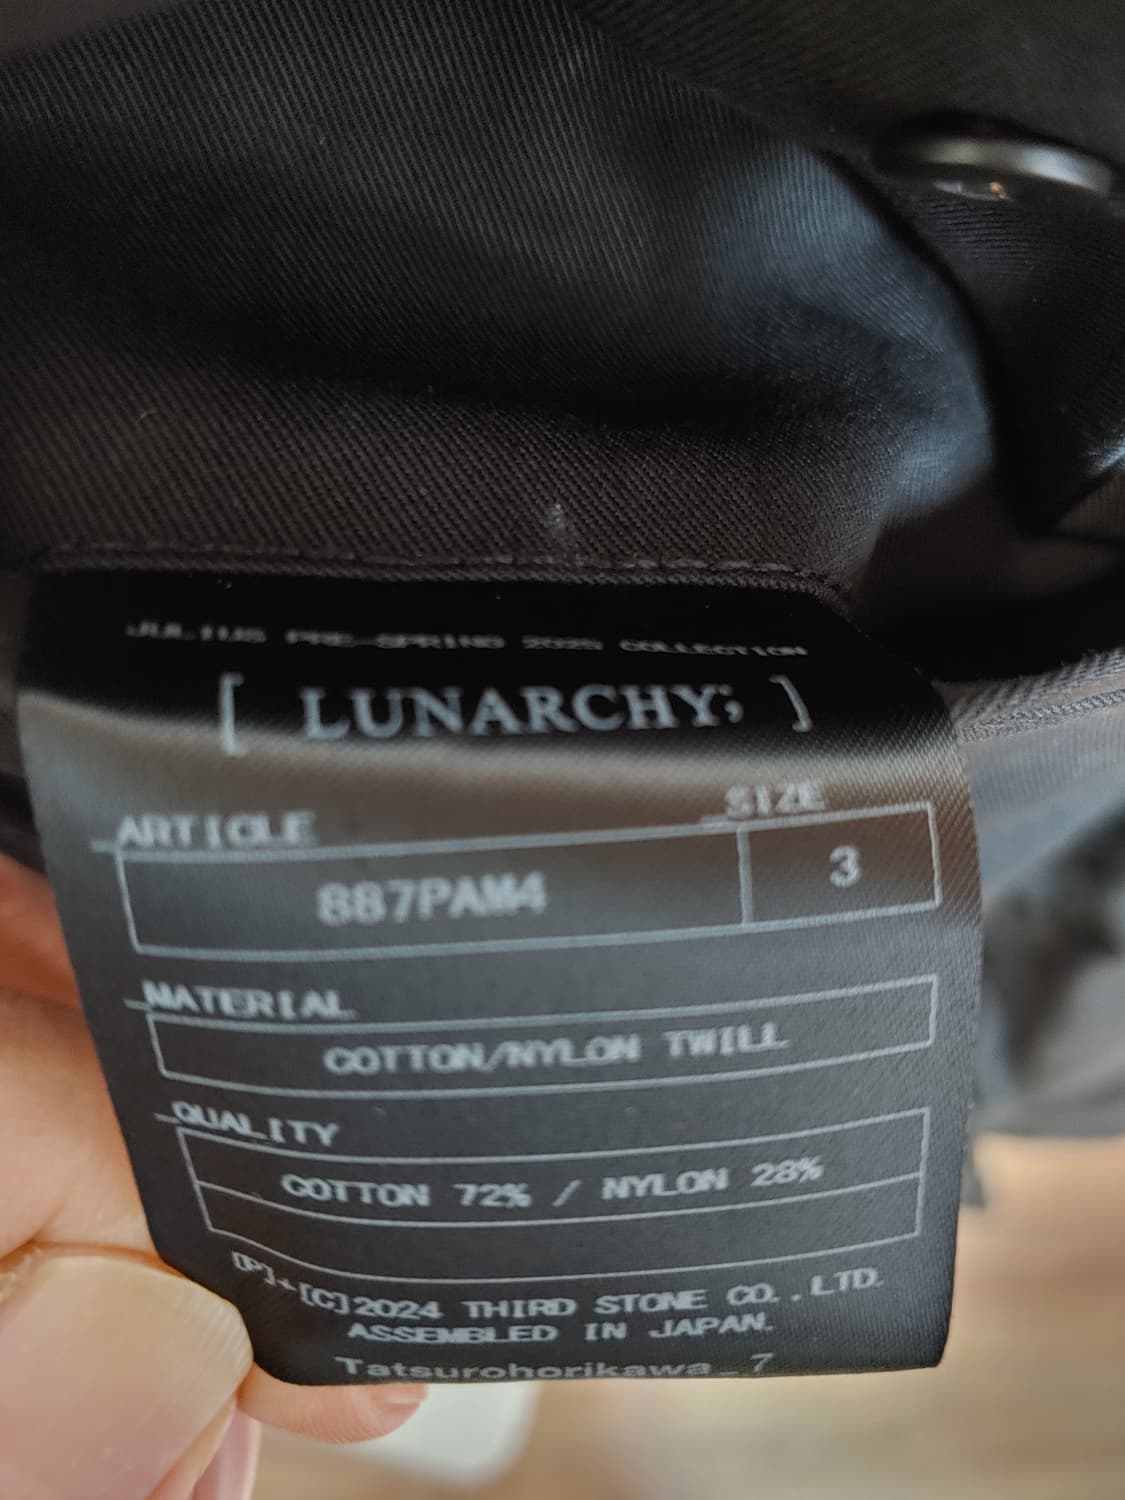 JULIUS PRE-SPRING 2025 COLLECTION
[ LUNARCHY; ]
ARTICLE SIZE
887PAM4 3
MATERIAL
COTTON/NYLON TWILL
QUALITY
COTTON 72% / NYLON 28%
[P]+[C]2024 THIRD STONE CO.,LTD.
ASSEMBLED IN JAPAN.
Tatsurohorikawa_7